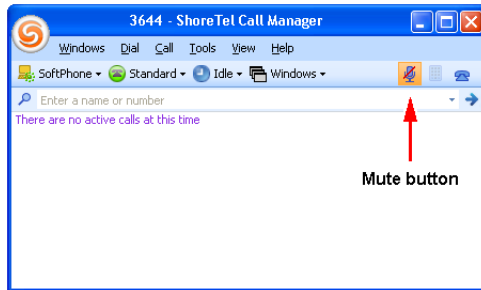 3644 - ShoreTel Call Manager
Windows Dial Call Tools View Help
SoftPhone Standard Idle Windows
Enter a name or number
There are no active calls at this time
Mute button